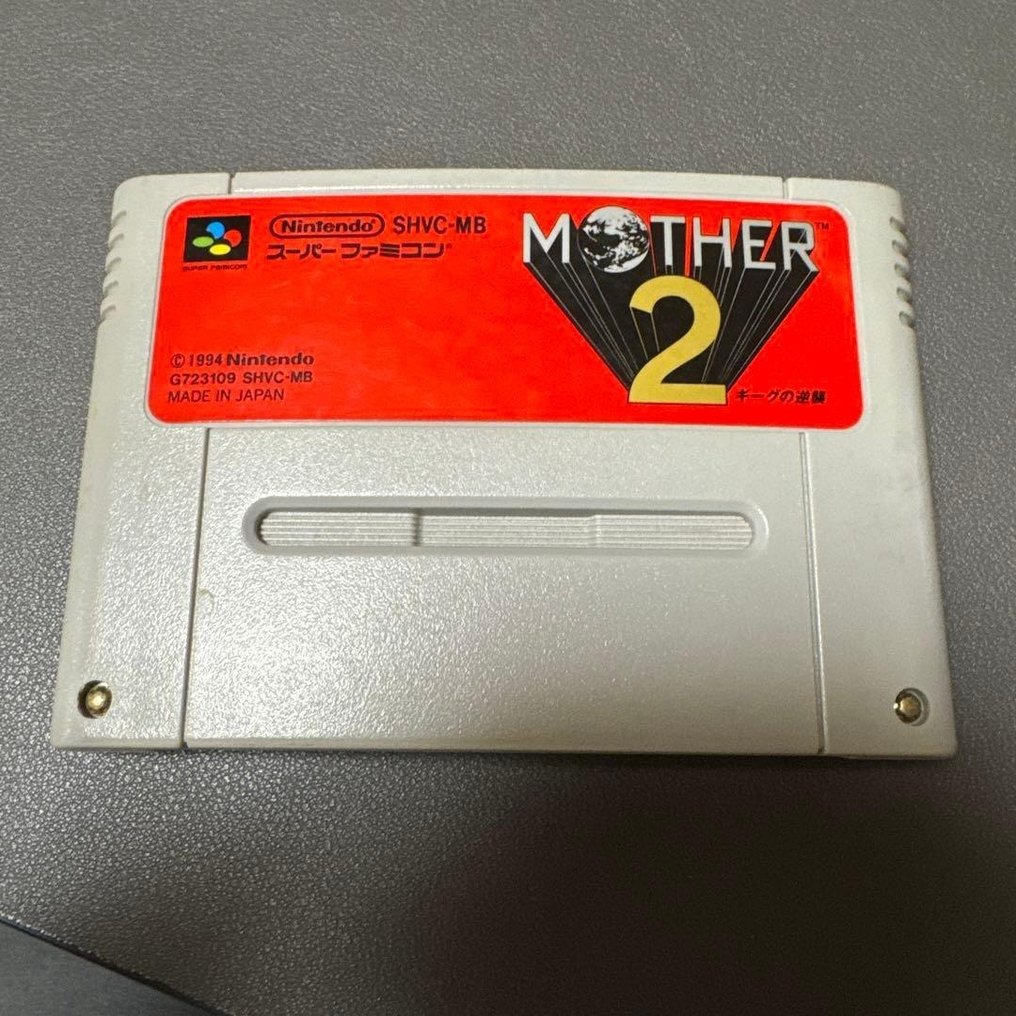 SUPER FAMICOM
Nintendo® SHVC-MB
スーパーファミコン®
MOTHER™
2
ギーグの逆襲
©1994 Nintendo
G723109 SHVC-MB
MADE IN JAPAN